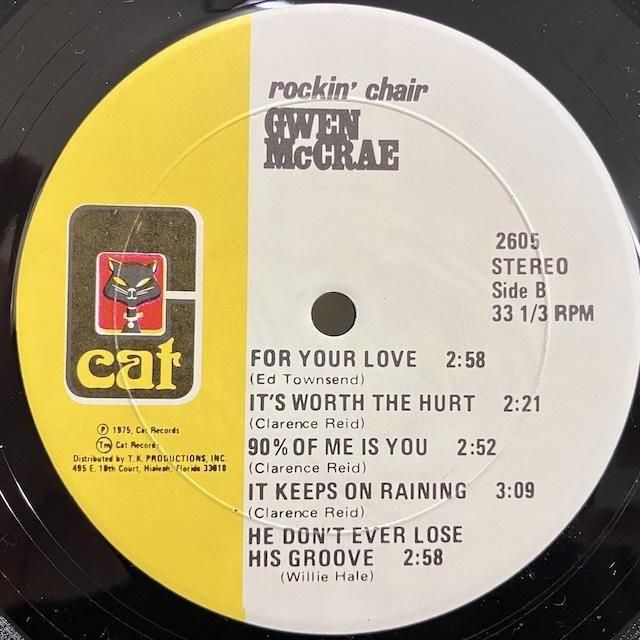 rockin' chair
GWEN
McCRAE
2605
STEREO
Side B
33 1/3 RPM
cat
FOR YOUR LOVE 2:58
(Ed Townsend)
IT'S WORTH THE HURT 2:21
(Clarence Reid)
90% OF ME IS YOU 2:52
(Clarence Reid)
IT KEEPS ON RAINING 3:09
(Clarence Reid)
HE DON'T EVER LOSE
HIS GROOVE 2:58
(Willie Hale)
Ⓟ 1975, Cat Records
Tm Cat Records
Distributed by T.K. PRODUCTIONS, INC.
495 E. 10th Court, Hialeah, Florida 33010